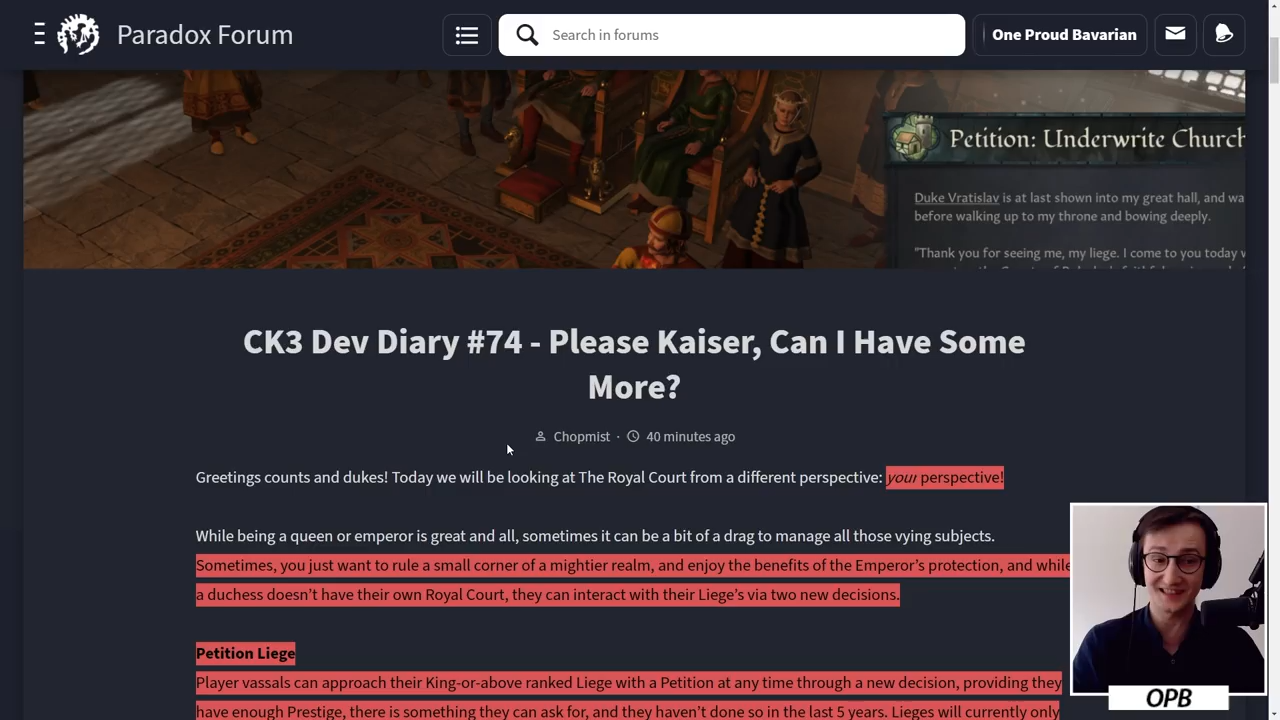 Paradox Forum
Search in forums
One Proud Bavarian
Petition: Underwrite Church
Duke Vratislav is at last shown into my great hall, and wa
before walking up to my throne and bowing deeply.
"Thank you for seeing me, my liege. I come to you today w
CK3 Dev Diary #74 - Please Kaiser, Can I Have Some
More?
Chopmist · 40 minutes ago
Greetings counts and dukes! Today we will be looking at The Royal Court from a different perspective: your perspective!
While being a queen or emperor is great and all, sometimes it can be a bit of a drag to manage all those vying subjects.
Sometimes, you just want to rule a small corner of a mightier realm, and enjoy the benefits of the Emperor's protection, and while
a duchess doesn't have their own Royal Court, they can interact with their Liege's via two new decisions.
Petition Liege
Player vassals can approach their King-or-above ranked Liege with a Petition at any time through a new decision, providing they
have enough Prestige, there is something they can ask for, and they haven't done so in the last 5 years. Lieges will currently only
OPB